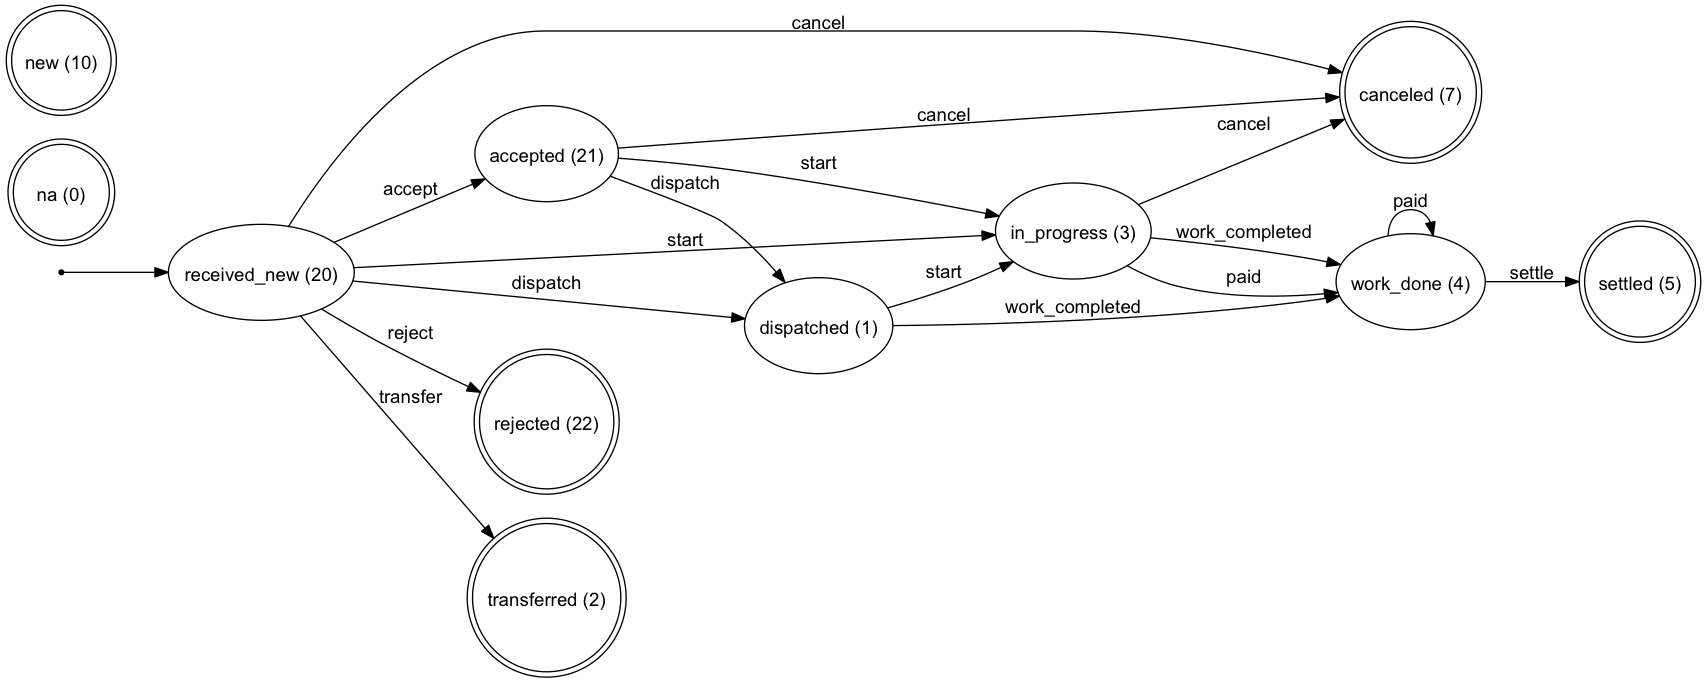 new (10)
na (0)
received_new (20)
cancel
accept
accepted (21)
cancel
start
dispatch
start
dispatch
reject
transfer
rejected (22)
transferred (2)
dispatched (1)
start
work_completed
in_progress (3)
cancel
work_completed
paid
canceled (7)
paid
work_done (4)
settle
settled (5)